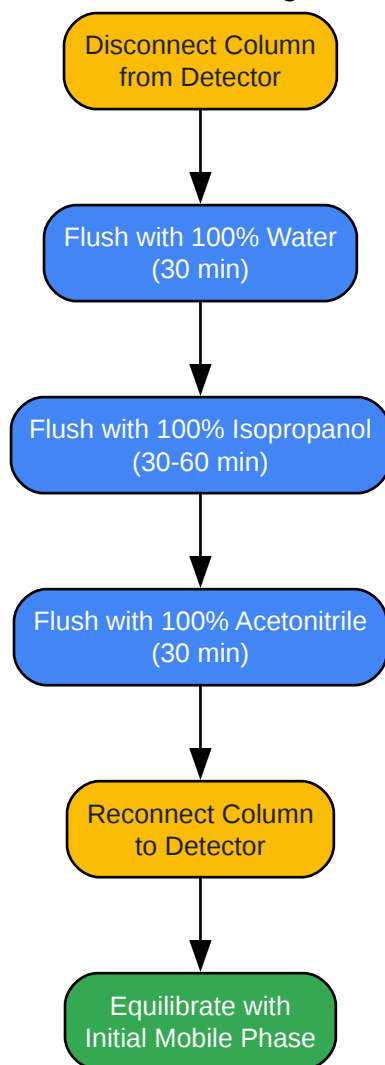 Disconnect Column
from Detector
Flush with 100% Water
(30 min)
Flush with 100% Isopropanol
(30-60 min)
Flush with 100% Acetonitrile
(30 min)
Reconnect Column
to Detector
Equilibrate with
Initial Mobile Phase